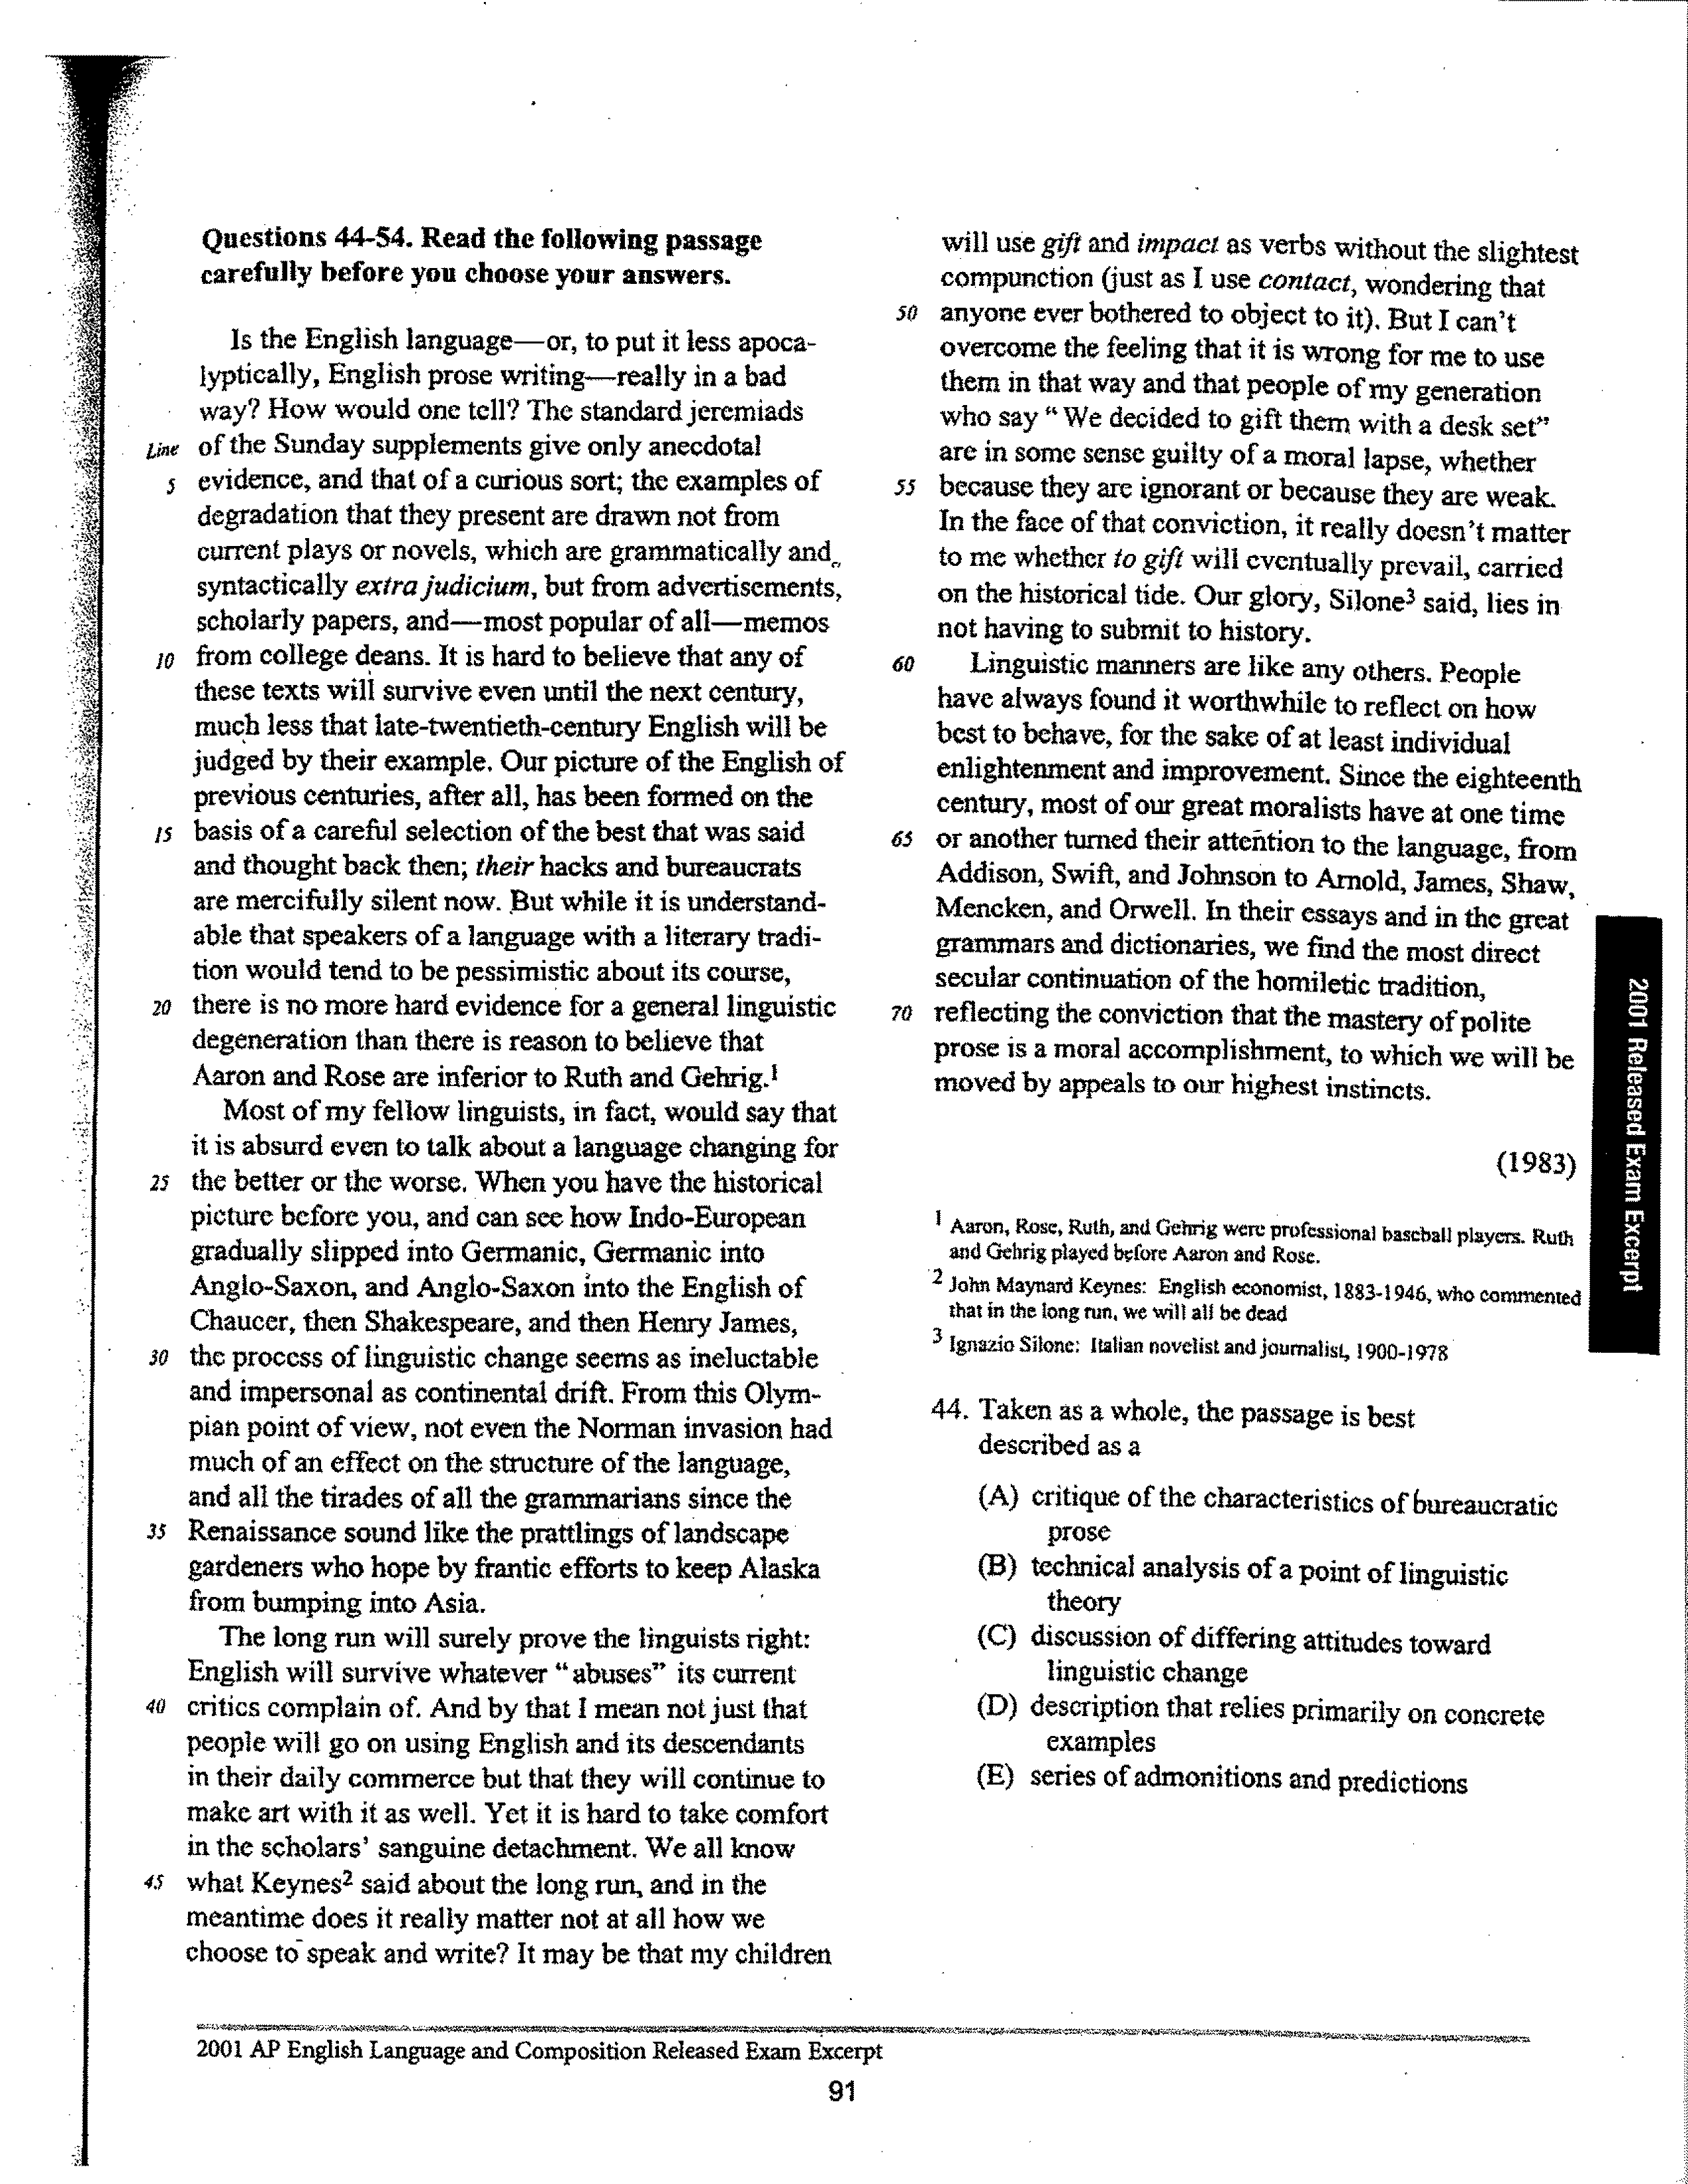 Questions 44-54. Read the following passage
carefully before you choose your answers.
Is the English language—or, to put it less apoca-
lyptically, English prose writing—really in a bad
way? How would one tell? The standard jeremiads
Line of the Sunday supplements give only anecdotal
5 evidence, and that of a curious sort; the examples of
degradation that they present are drawn not from
current plays or novels, which are grammatically and
syntactically extra judicium, but from advertisements,
scholarly papers, and—most popular of all—memos
10 from college deans. It is hard to believe that any of
these texts will survive even until the next century,
much less that late-twentieth-century English will be
judged by their example. Our picture of the English of
previous centuries, after all, has been formed on the
15 basis of a careful selection of the best that was said
and thought back then; their hacks and bureaucrats
are mercifully silent now. But while it is understand-
able that speakers of a language with a literary tradi-
tion would tend to be pessimistic about its course,
20 there is no more hard evidence for a general linguistic
degeneration than there is reason to believe that
Aaron and Rose are inferior to Ruth and Gehrig.1
Most of my fellow linguists, in fact, would say that
it is absurd even to talk about a language changing for
25 the better or the worse. When you have the historical
picture before you, and can see how Indo-European
gradually slipped into Germanic, Germanic into
Anglo-Saxon, and Anglo-Saxon into the English of
Chaucer, then Shakespeare, and then Henry James,
30 the process of linguistic change seems as ineluctable
and impersonal as continental drift. From this Olym-
pian point of view, not even the Norman invasion had
much of an effect on the structure of the language,
and all the tirades of all the grammarians since the
35 Renaissance sound like the prattlings of landscape
gardeners who hope by frantic efforts to keep Alaska
from bumping into Asia.
The long run will surely prove the linguists right:
English will survive whatever “abuses” its current
40 critics complain of. And by that I mean not just that
people will go on using English and its descendants
in their daily commerce but that they will continue to
make art with it as well. Yet it is hard to take comfort
in the scholars’ sanguine detachment. We all know
45 what Keynes2 said about the long run, and in the
meantime does it really matter not at all how we
choose to speak and write? It may be that my children
will use gift and impact as verbs without the slightest
compunction (just as I use contact, wondering that
50 anyone ever bothered to object to it). But I can’t
overcome the feeling that it is wrong for me to use
them in that way and that people of my generation
who say “We decided to gift them with a desk set”
are in some sense guilty of a moral lapse, whether
55 because they are ignorant or because they are weak.
In the face of that conviction, it really doesn’t matter
to me whether to gift will eventually prevail, carried
on the historical tide. Our glory, Silone3 said, lies in
not having to submit to history.
60 Linguistic manners are like any others. People
have always found it worthwhile to reflect on how
best to behave, for the sake of at least individual
enlightenment and improvement. Since the eighteenth
century, most of our great moralists have at one time
65 or another turned their attention to the language, from
Addison, Swift, and Johnson to Arnold, James, Shaw,
Mencken, and Orwell. In their essays and in the great
grammars and dictionaries, we find the most direct
secular continuation of the homiletic tradition,
70 reflecting the conviction that the mastery of polite
prose is a moral accomplishment, to which we will be
moved by appeals to our highest instincts.
(1983)
1 Aaron, Rose, Ruth, and Gehrig were professional baseball players. Ruth
and Gehrig played before Aaron and Rose.
2 John Maynard Keynes: English economist, 1883-1946, who commented
that in the long run, we will all be dead
3 Ignazio Silone: Italian novelist and journalist, 1900-1978
44. Taken as a whole, the passage is best
described as a
(A) critique of the characteristics of bureaucratic
prose
(B) technical analysis of a point of linguistic
theory
(C) discussion of differing attitudes toward
linguistic change
(D) description that relies primarily on concrete
examples
(E) series of admonitions and predictions
2001 Released Exam Excerpt
2001 AP English Language and Composition Released Exam Excerpt
91